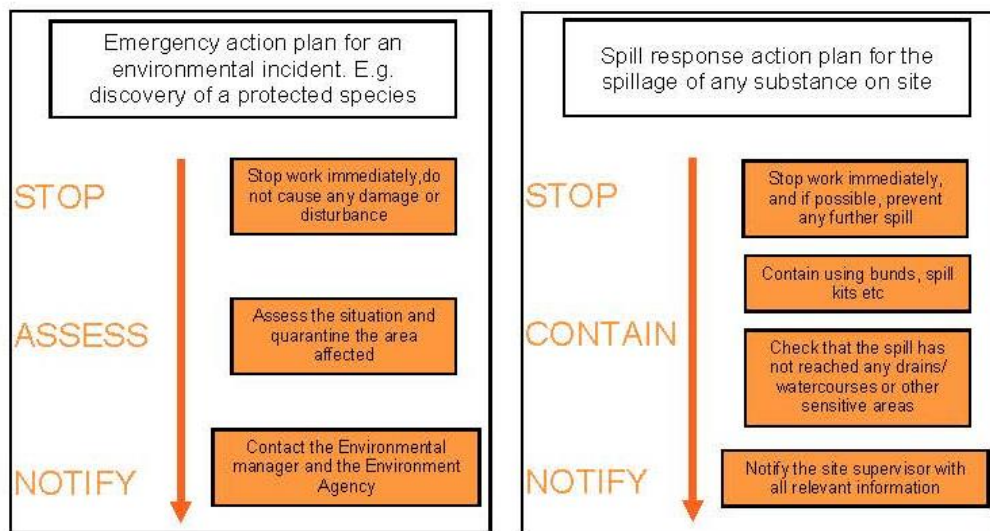 Emergency action plan for an
environmental incident. E.g.
discovery of a protected species
STOP
Stop work immediately,do
not cause any damage or
disturbance
ASSESS
Assess the situation and
quarantine the area
affected
NOTIFY
Contact the Environmental
manager and the Environment
Agency
Spill response action plan for the
spillage of any substance on site
STOP
Stop work immediately,
and if possible, prevent
any further spill
CONTAIN
Contain using bunds, spill
kits etc
Check that the spill has
not reached any drains/
watercourses or other
sensitive areas
NOTIFY
Notify the site supervisor with
all relevant information